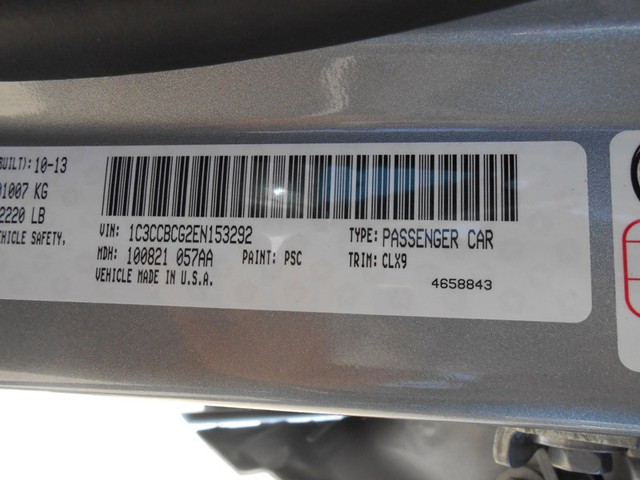 BUILT): 10-13
01007 KG
2220 LB
VEHICLE SAFETY,
VIN: 1C3CCBCG2EN153292 TYPE: PASSENGER CAR
MDH: 100821 057AA PAINT: PSC TRIM: CLX9
VEHICLE MADE IN U.S.A. 4658843